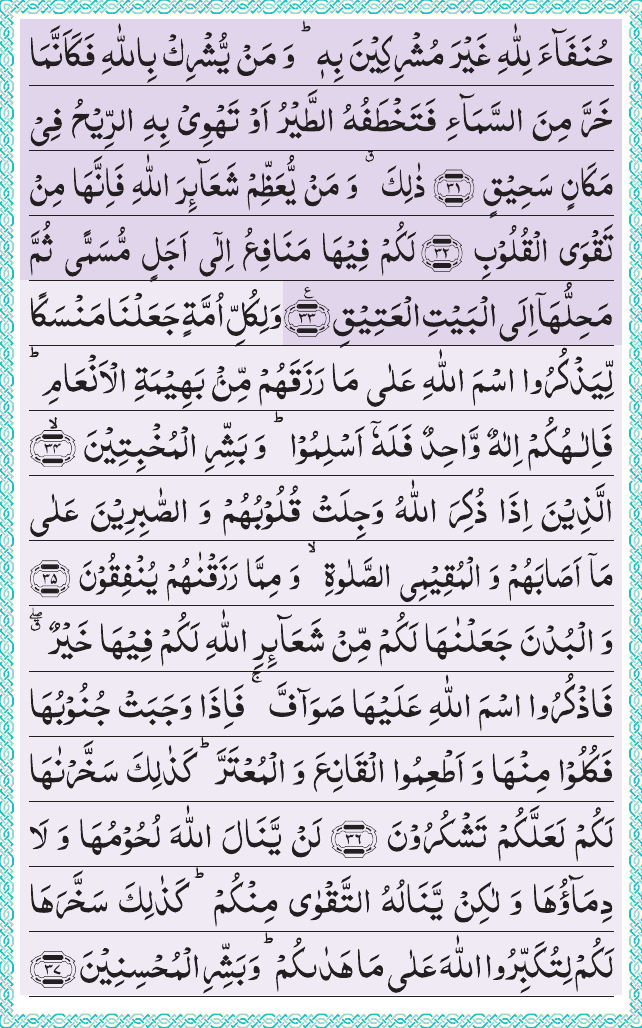 حُنَفَآءَ لِلّٰهِ غَيْرَ مُشْرِكِيْنَ بِهٖ ؕ وَ مَنْ يُّشْرِكْ بِاللّٰهِ فَكَاَنَّمَا
خَرَّ مِنَ السَّمَآءِ فَتَخْطَفُهُ الطَّيْرُ اَوْ تَهْوِيْ بِهِ الرِّيْحُ فِيْ
مَكَانٍ سَحِيْقٍ ﴿۳۱﴾ ذٰلِكَ ۗ وَ مَنْ يُّعَظِّمْ شَعَآئِرَ اللّٰهِ فَاِنَّهَا مِنْ
تَقْوَى الْقُلُوْبِ ﴿۳۲﴾ لَكُمْ فِيْهَا مَنَافِعُ اِلٰۤى اَجَلٍ مُّسَمًّى ثُمَّ
مَحِلُّهَاۤ اِلَى الْبَيْتِ الْعَتِيْقِ ﴿۳۳﴾ ع وَلِكُلِّ اُمَّةٍ جَعَلْنَا مَنْسَكًا
لِّيَذْكُرُوا اسْمَ اللّٰهِ عَلٰى مَا رَزَقَهُمْ مِّنْۢ بَهِيْمَةِ الْاَنْعَامِ ؕ
فَاِلٰهُكُمْ اِلٰهٌ وَّاحِدٌ فَلَهٗۤ اَسْلِمُوْا ؕ وَ بَشِّرِ الْمُخْبِتِيْنَ ﴿۳۴﴾ ۙ
الَّذِيْنَ اِذَا ذُكِرَ اللّٰهُ وَجِلَتْ قُلُوْبُهُمْ وَ الصّٰبِرِيْنَ عَلٰى
مَاۤ اَصَابَهُمْ وَ الْمُقِيْمِي الصَّلٰوةِ ۙ وَ مِمَّا رَزَقْنٰهُمْ يُنْفِقُوْنَ ﴿۳۵﴾
وَ الْبُدْنَ جَعَلْنٰهَا لَكُمْ مِّنْ شَعَآئِرِ اللّٰهِ لَكُمْ فِيْهَا خَيْرٌ ۖۗ
فَاذْكُرُوا اسْمَ اللّٰهِ عَلَيْهَا صَوَآفَّ ۚ فَاِذَا وَجَبَتْ جُنُوْبُهَا
فَكُلُوْا مِنْهَا وَ اَطْعِمُوا الْقَانِعَ وَ الْمُعْتَرَّ ؕ كَذٰلِكَ سَخَّرْنٰهَا
لَكُمْ لَعَلَّكُمْ تَشْكُرُوْنَ ﴿۳۶﴾ لَنْ يَّنَالَ اللّٰهَ لُحُوْمُهَا وَ لَا
دِمَآؤُهَا وَ لٰكِنْ يَّنَالُهُ التَّقْوٰى مِنْكُمْ ؕ كَذٰلِكَ سَخَّرَهَا
لَكُمْ لِتُكَبِّرُوا اللّٰهَ عَلٰى مَا هَدٰىكُمْ ؕ وَبَشِّرِ الْمُحْسِنِيْنَ ﴿۳۷﴾